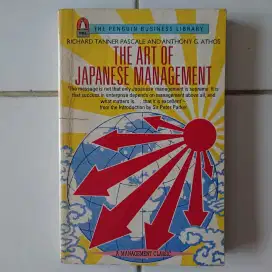 THE PENGUIN BUSINESS LIBRARY
RICHARD TANNER PASCALE AND ANTHONY G. ATHOS
THE ART OF
JAPANESE MANAGEMENT
"The message is not that only Japanese management is supreme. It is
that success in enterprise depends on management above all, and
what matters is . . . that it is excellent" –
from the Introduction by Sir Peter Parker
A MANAGEMENT CLASSIC